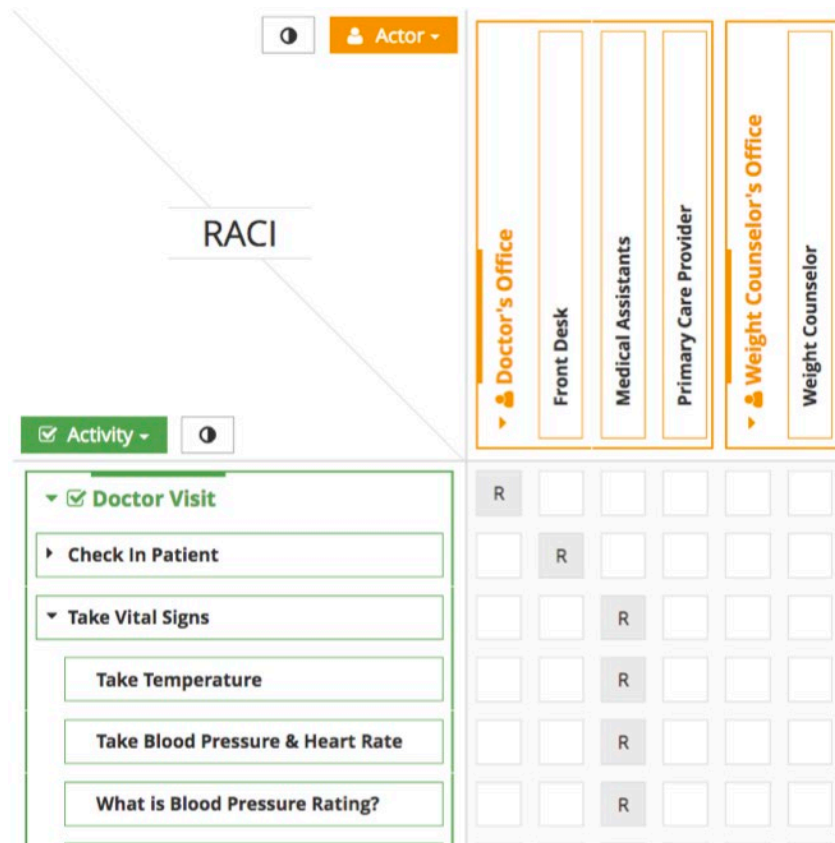 Actor
RACI
Activity
Doctor's Office
Front Desk
Medical Assistants
Primary Care Provider
Weight Counselor's Office
Weight Counselor
Doctor Visit
R
Check In Patient
R
Take Vital Signs
R
Take Temperature
R
Take Blood Pressure & Heart Rate
R
What is Blood Pressure Rating?
R